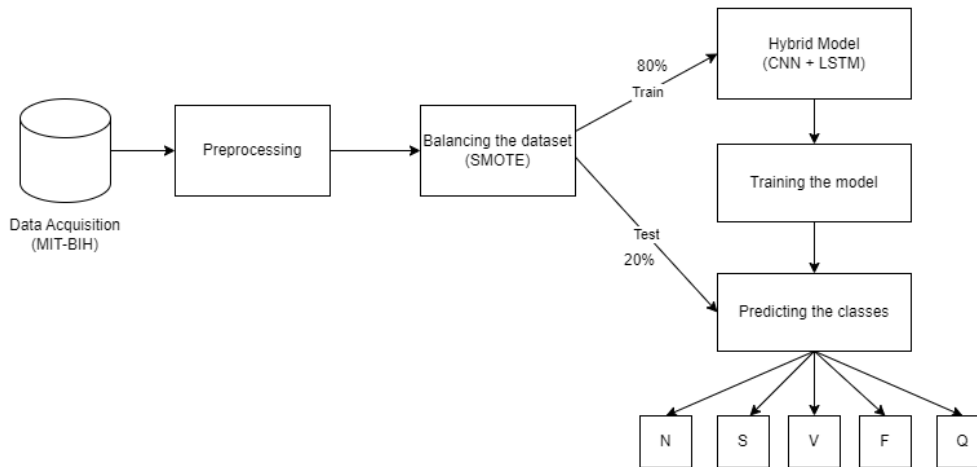 Data Acquisition
(MIT-BIH)
Preprocessing
Balancing the dataset
(SMOTE)
80%
Train
Test
20%
Hybrid Model
(CNN + LSTM)
Training the model
Predicting the classes
N
S
V
F
Q